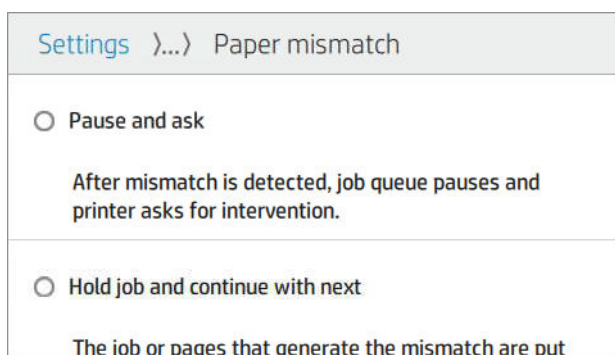 Settings 〉...〉 Paper mismatch
Pause and ask
After mismatch is detected, job queue pauses and
printer asks for intervention.
Hold job and continue with next
The job or pages that generate the mismatch are put